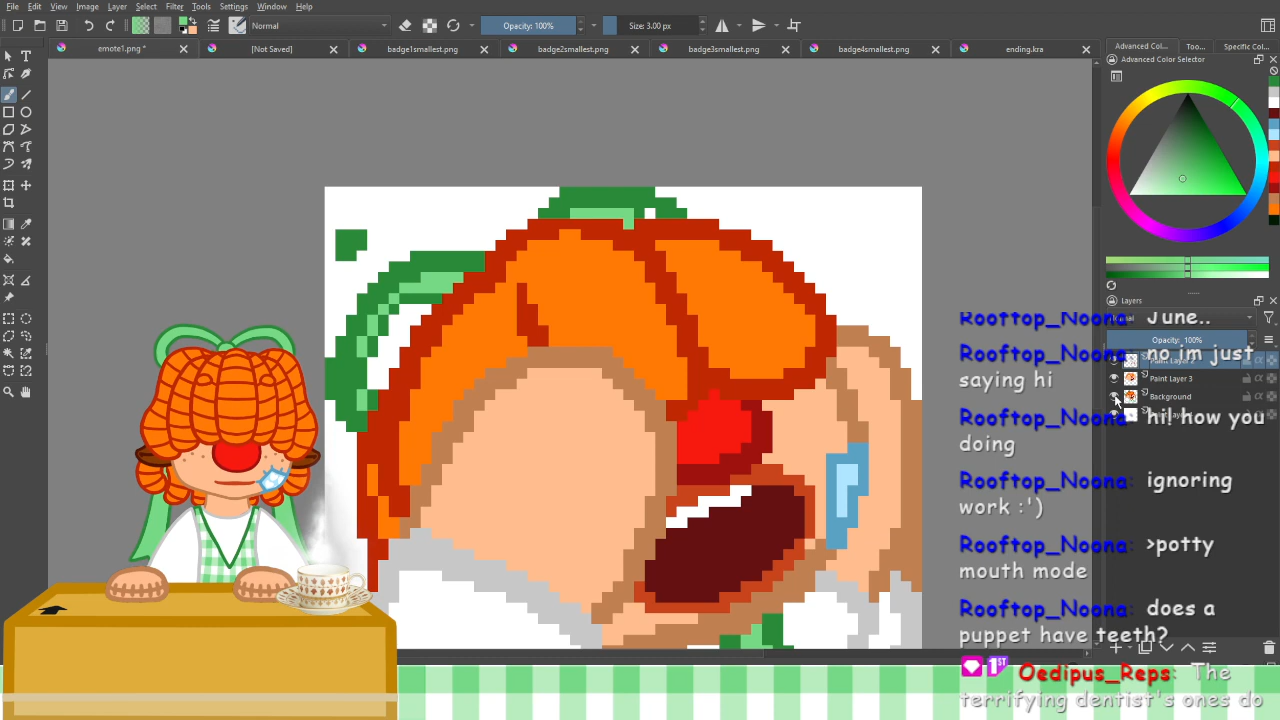 File Edit View Image Layer Select Filter Tools Settings Window Help
Normal
Opacity: 100%
Size: 3.00 px
emote1.png *
[Not Saved]
badge1smallest.png
badge2smallest.png
badge3smallest.png
badge4smallest.png
ending.kra
Advanced Col...
Too...
Specific Col...
Advanced Color Selector
Layers
Opacity: 100%
Paint Layer 3
Background
Rooftop_Noona: June..
Rooftop_Noona: no im just
saying hi
Rooftop_Noona: hi! how you
doing
Rooftop_Noona: ignoring
work :')
Rooftop_Noona: >potty
mouth mode
Rooftop_Noona: does a
puppet have teeth?
1ST Oedipus_Reps: The
terrifying dentist's ones do